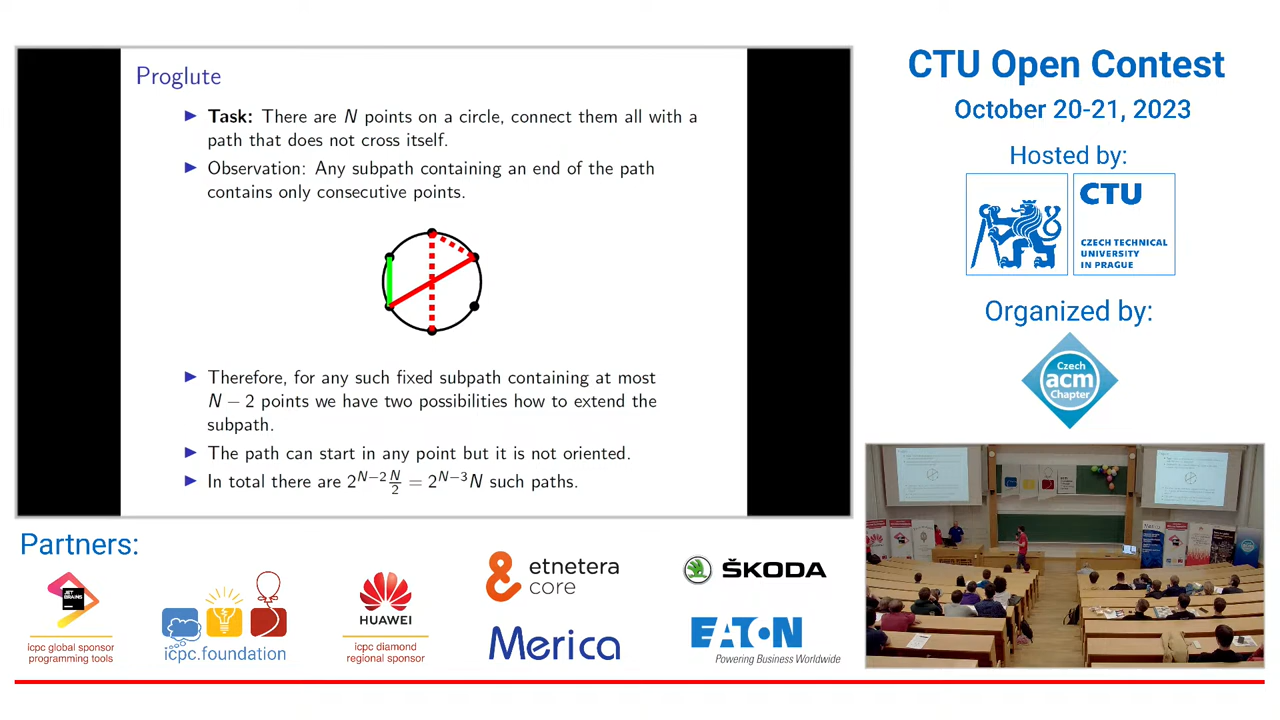 Proglute
▶ Task: There are N points on a circle, connect them all with a
path that does not cross itself.
▶ Observation: Any subpath containing an end of the path
contains only consecutive points.
▶ Therefore, for any such fixed subpath containing at most
N − 2 points we have two possibilities how to extend the
subpath.
▶ The path can start in any point but it is not oriented.
▶ In total there are 2^{N−2} N/2 = 2^{N−3}N such paths.
CTU Open Contest
October 20-21, 2023
Hosted by:
CTU
CZECH TECHNICAL
UNIVERSITY
IN PRAGUE
Organized by:
Czech
acm
Chapter
Partners:
JET
BRAINS
icpc global sponsor
programming tools
icpc.foundation
HUAWEI
icpc diamond
regional sponsor
etnetera
core
Merica
ŠKODA
EATON
Powering Business Worldwide